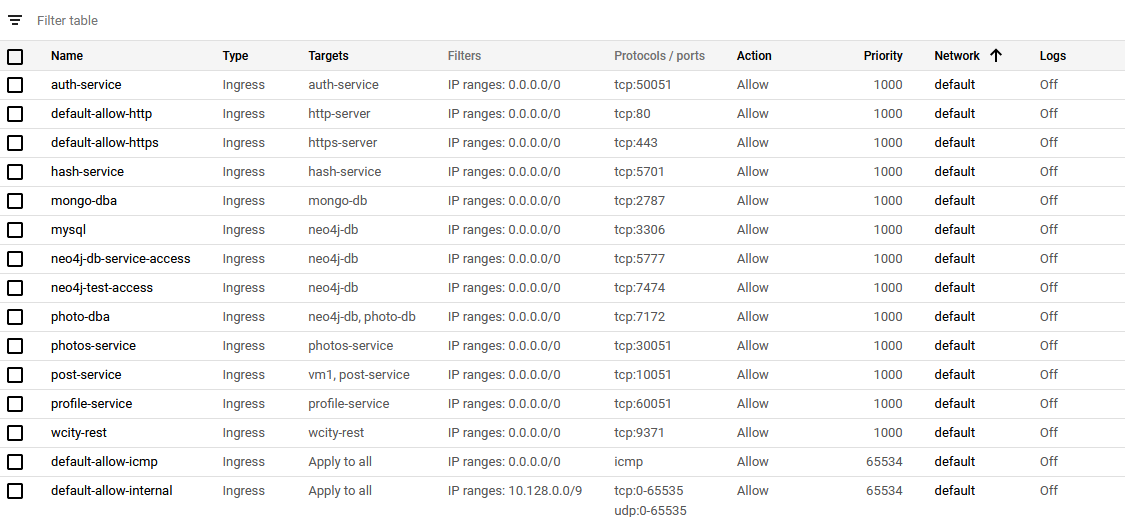 Filter table
Name Type Targets Filters Protocols / ports Action Priority Network Logs
auth-service Ingress auth-service IP ranges: 0.0.0.0/0 tcp:50051 Allow 1000 default Off
default-allow-http Ingress http-server IP ranges: 0.0.0.0/0 tcp:80 Allow 1000 default Off
default-allow-https Ingress https-server IP ranges: 0.0.0.0/0 tcp:443 Allow 1000 default Off
hash-service Ingress hash-service IP ranges: 0.0.0.0/0 tcp:5701 Allow 1000 default Off
mongo-dba Ingress mongo-db IP ranges: 0.0.0.0/0 tcp:2787 Allow 1000 default Off
mysql Ingress neo4j-db IP ranges: 0.0.0.0/0 tcp:3306 Allow 1000 default Off
neo4j-db-service-access Ingress neo4j-db IP ranges: 0.0.0.0/0 tcp:5777 Allow 1000 default Off
neo4j-test-access Ingress neo4j-db IP ranges: 0.0.0.0/0 tcp:7474 Allow 1000 default Off
photo-dba Ingress neo4j-db, photo-db IP ranges: 0.0.0.0/0 tcp:7172 Allow 1000 default Off
photos-service Ingress photos-service IP ranges: 0.0.0.0/0 tcp:30051 Allow 1000 default Off
post-service Ingress vm1, post-service IP ranges: 0.0.0.0/0 tcp:10051 Allow 1000 default Off
profile-service Ingress profile-service IP ranges: 0.0.0.0/0 tcp:60051 Allow 1000 default Off
wcity-rest Ingress wcity-rest IP ranges: 0.0.0.0/0 tcp:9371 Allow 1000 default Off
default-allow-icmp Ingress Apply to all IP ranges: 0.0.0.0/0 icmp Allow 65534 default Off
default-allow-internal Ingress Apply to all IP ranges: 10.128.0.0/9 tcp:0-65535 Allow 65534 default Off
udp:0-65535